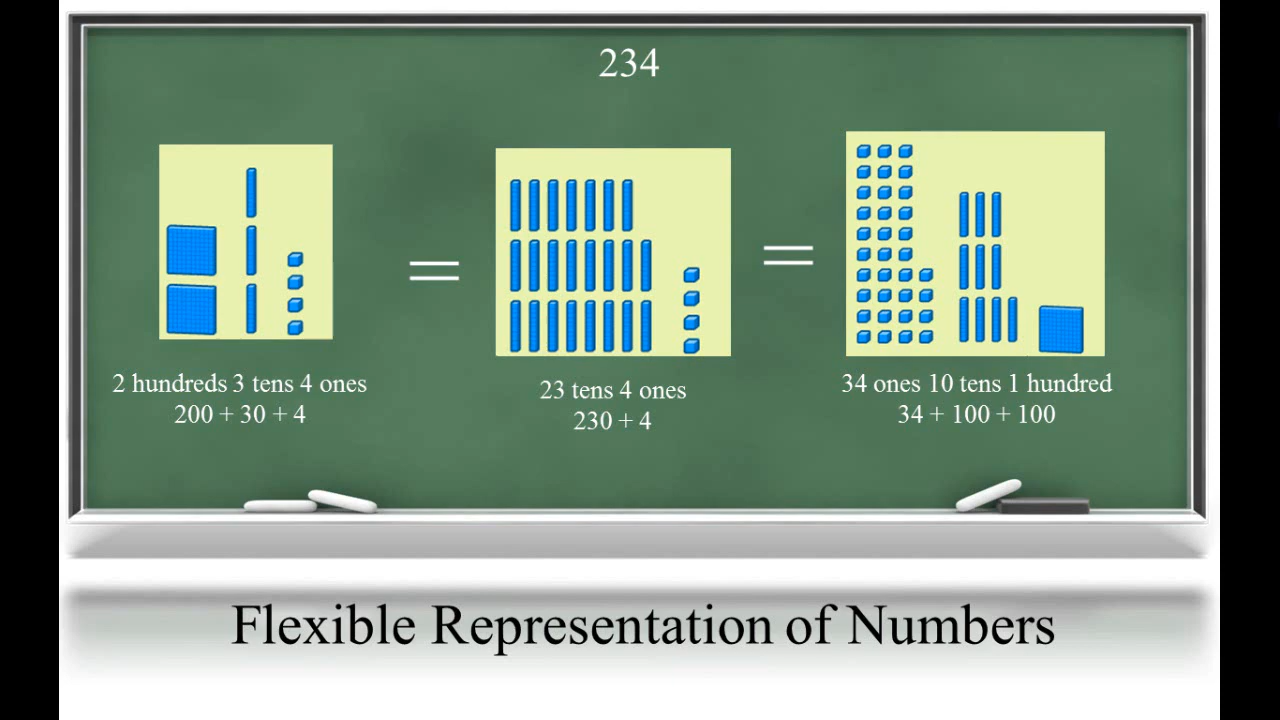 234
=
=
2 hundreds 3 tens 4 ones
200 + 30 + 4
23 tens 4 ones
230 + 4
34 ones 10 tens 1 hundred
34 + 100 + 100
Flexible Representation of Numbers